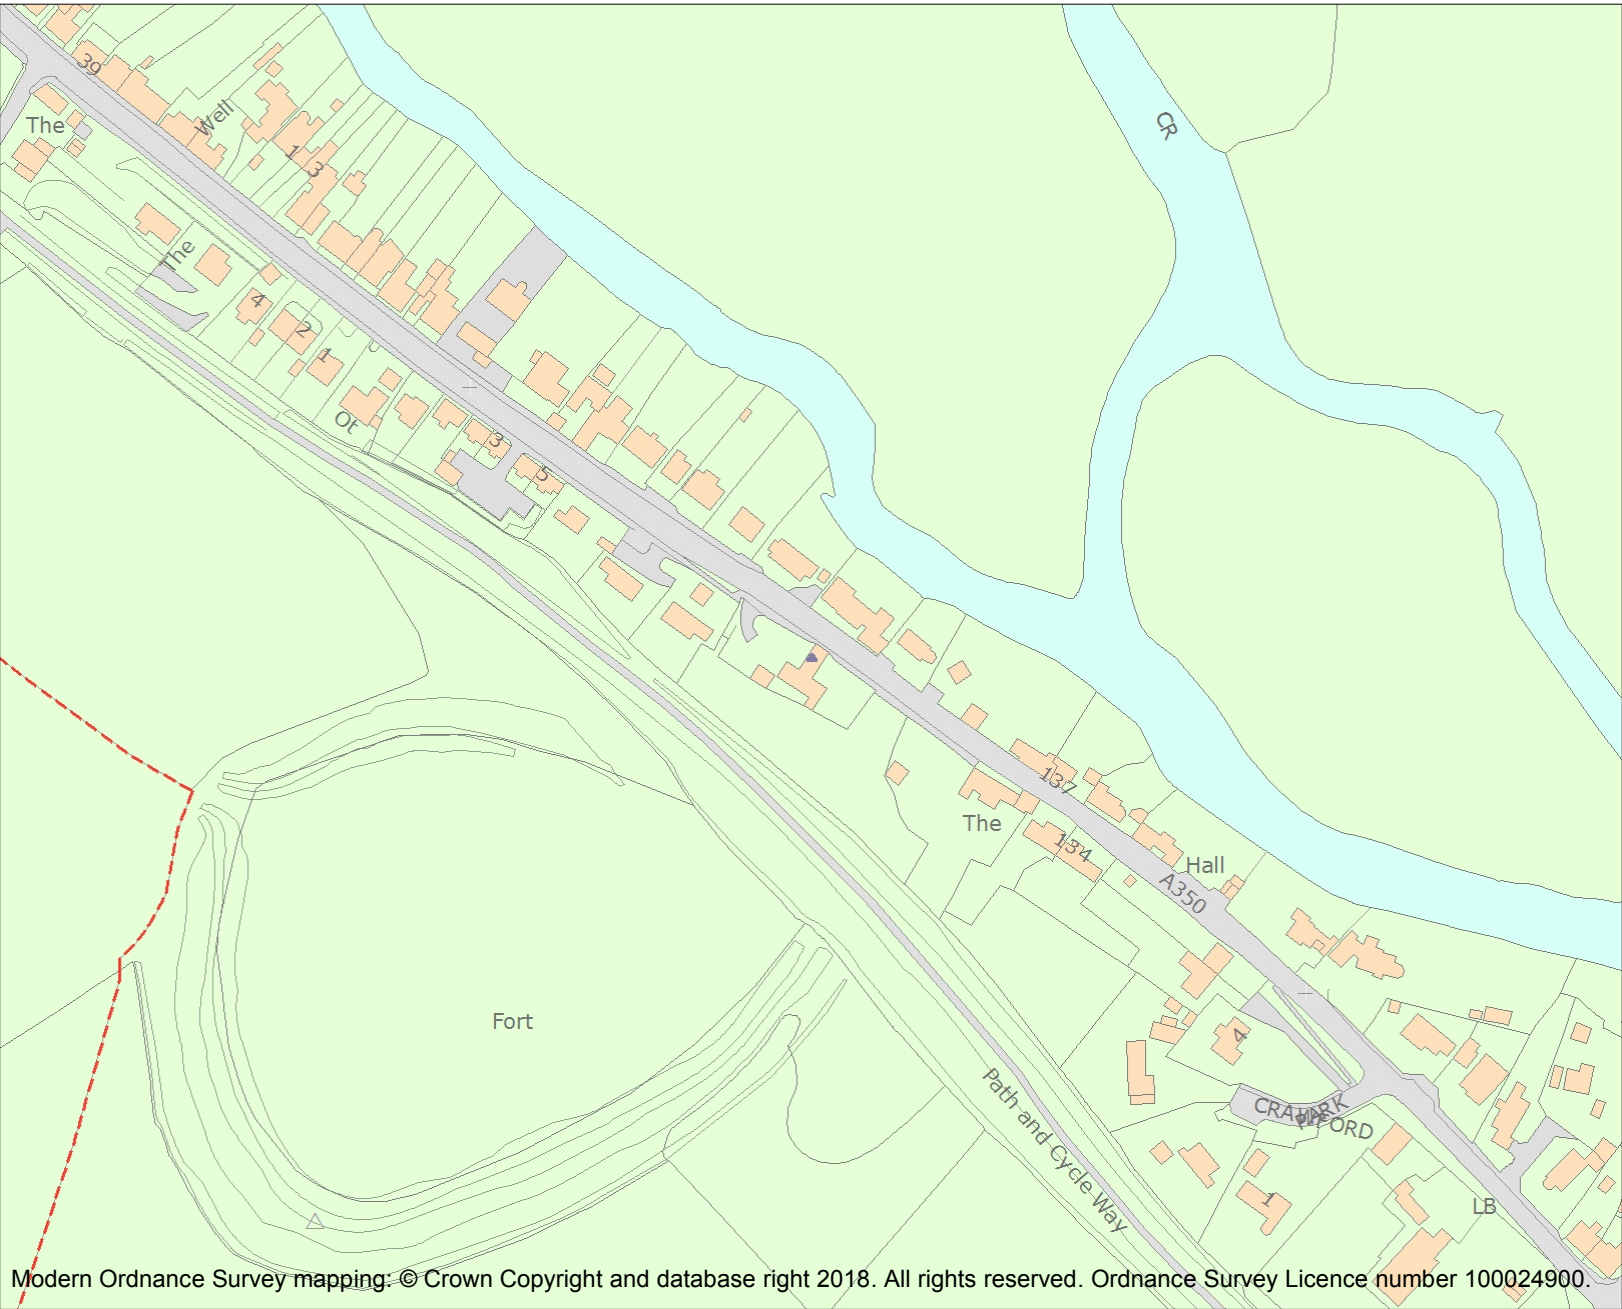 39
The
Well
CR
1
3
The
4
2
1
Ot
3
5
137
The
134
Hall
A350
Fort
4
Path and Cycle Way
CRAWFORD
PARK
1
LB
Modern Ordnance Survey mapping: © Crown Copyright and database right 2018. All rights reserved. Ordnance Survey Licence number 100024900.